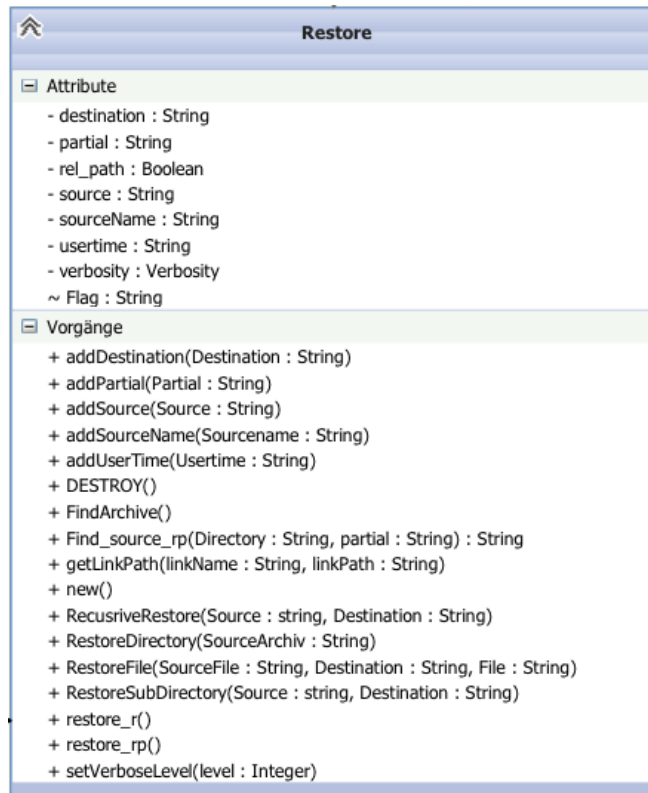 Restore
Attribute
- destination : String
- partial : String
- rel_path : Boolean
- source : String
- sourceName : String
- usertime : String
- verbosity : Verbosity
~ Flag : String
Vorgänge
+ addDestination(Destination : String)
+ addPartial(Partial : String)
+ addSource(Source : String)
+ addSourceName(Sourcename : String)
+ addUserTime(Usertime : String)
+ DESTROY()
+ FindArchive()
+ Find_source_rp(Directory : String, partial : String) : String
+ getLinkPath(linkName : String, linkPath : String)
+ new()
+ RecusriveRestore(Source : string, Destination : String)
+ RestoreDirectory(SourceArchiv : String)
+ RestoreFile(SourceFile : String, Destination : String, File : String)
+ RestoreSubDirectory(Source : string, Destination : String)
+ restore_r()
+ restore_rp()
+ setVerboseLevel(level : Integer)